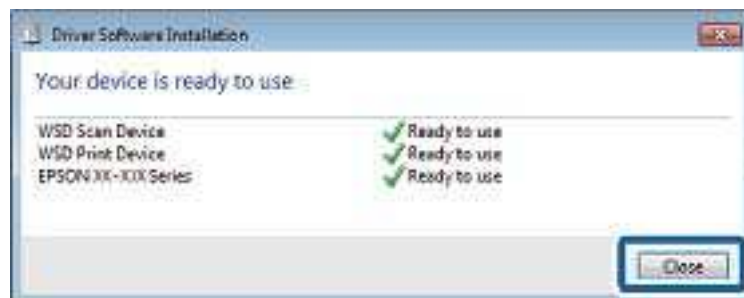 Driver Software Installation
Your device is ready to use
WSD Scan Device Ready to use
WSD Print Device Ready to use
EPSON XX-XXX Series Ready to use
Close